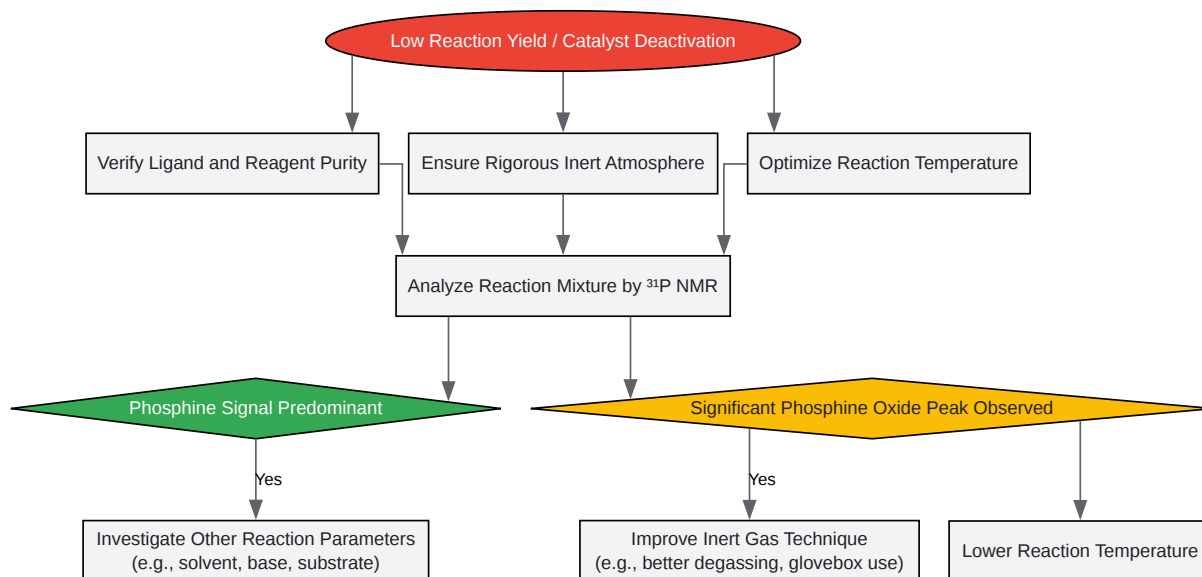 Low Reaction Yield / Catalyst Deactivation
Verify Ligand and Reagent Purity
Ensure Rigorous Inert Atmosphere
Optimize Reaction Temperature
Analyze Reaction Mixture by ³¹P NMR
Phosphine Signal Predominant
Significant Phosphine Oxide Peak Observed
Yes
Yes
Investigate Other Reaction Parameters
(e.g., solvent, base, substrate)
Improve Inert Gas Technique
(e.g., better degassing, glovebox use)
Lower Reaction Temperature